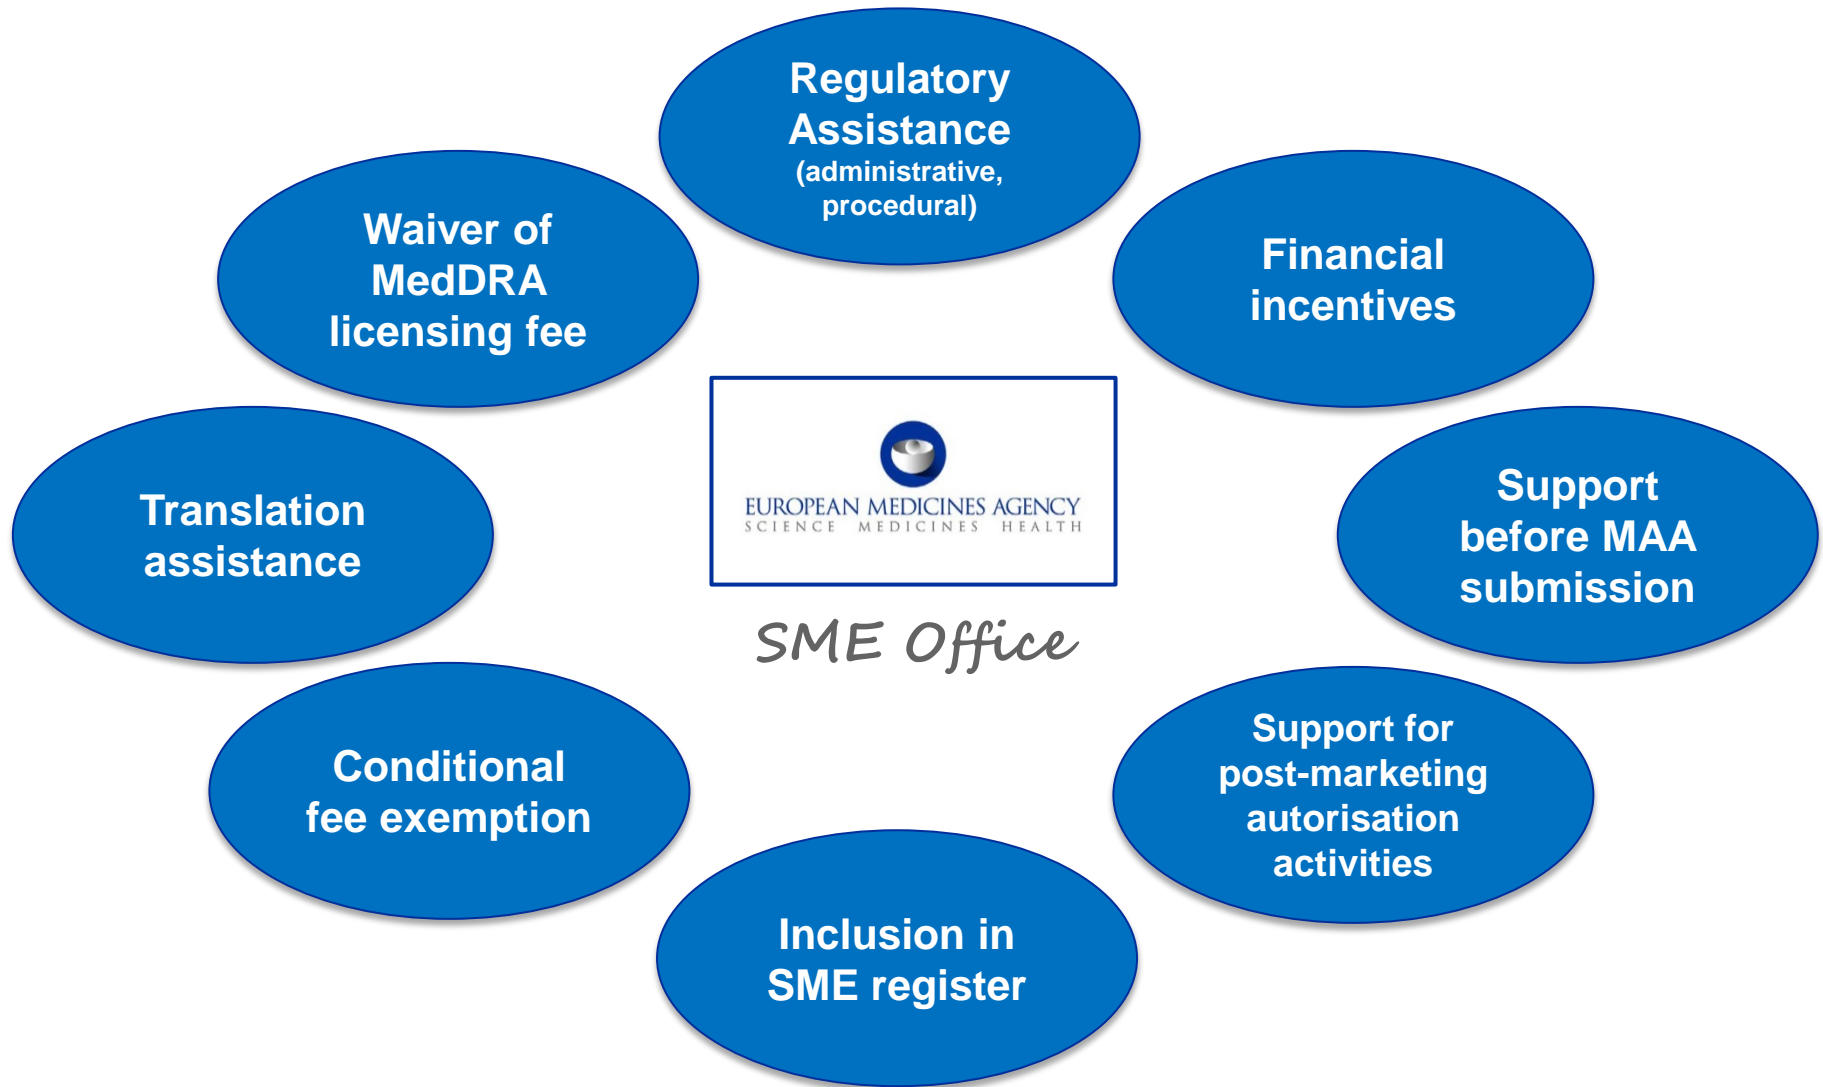 Regulatory
Assistance
(administrative,
procedural)
Waiver of
MedDRA
licensing fee
Financial
incentives
EUROPEAN MEDICINES AGENCY
SCIENCE MEDICINES HEALTH
SME Office
Translation
assistance
Support
before MAA
submission
Conditional
fee exemption
Support for
post-marketing
autorisation
activities
Inclusion in
SME register